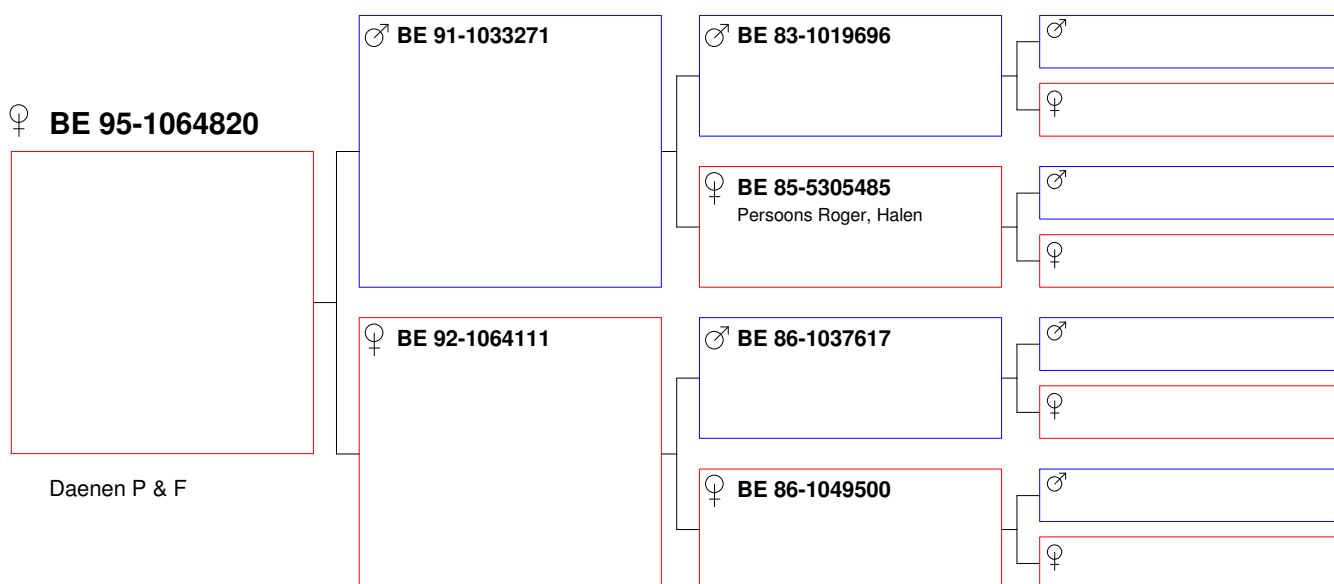 BE 95-1064820
Daenen P & F
BE 91-1033271
BE 92-1064111
BE 83-1019696
BE 85-5305485
Persoons Roger, Halen
BE 86-1037617
BE 86-1049500